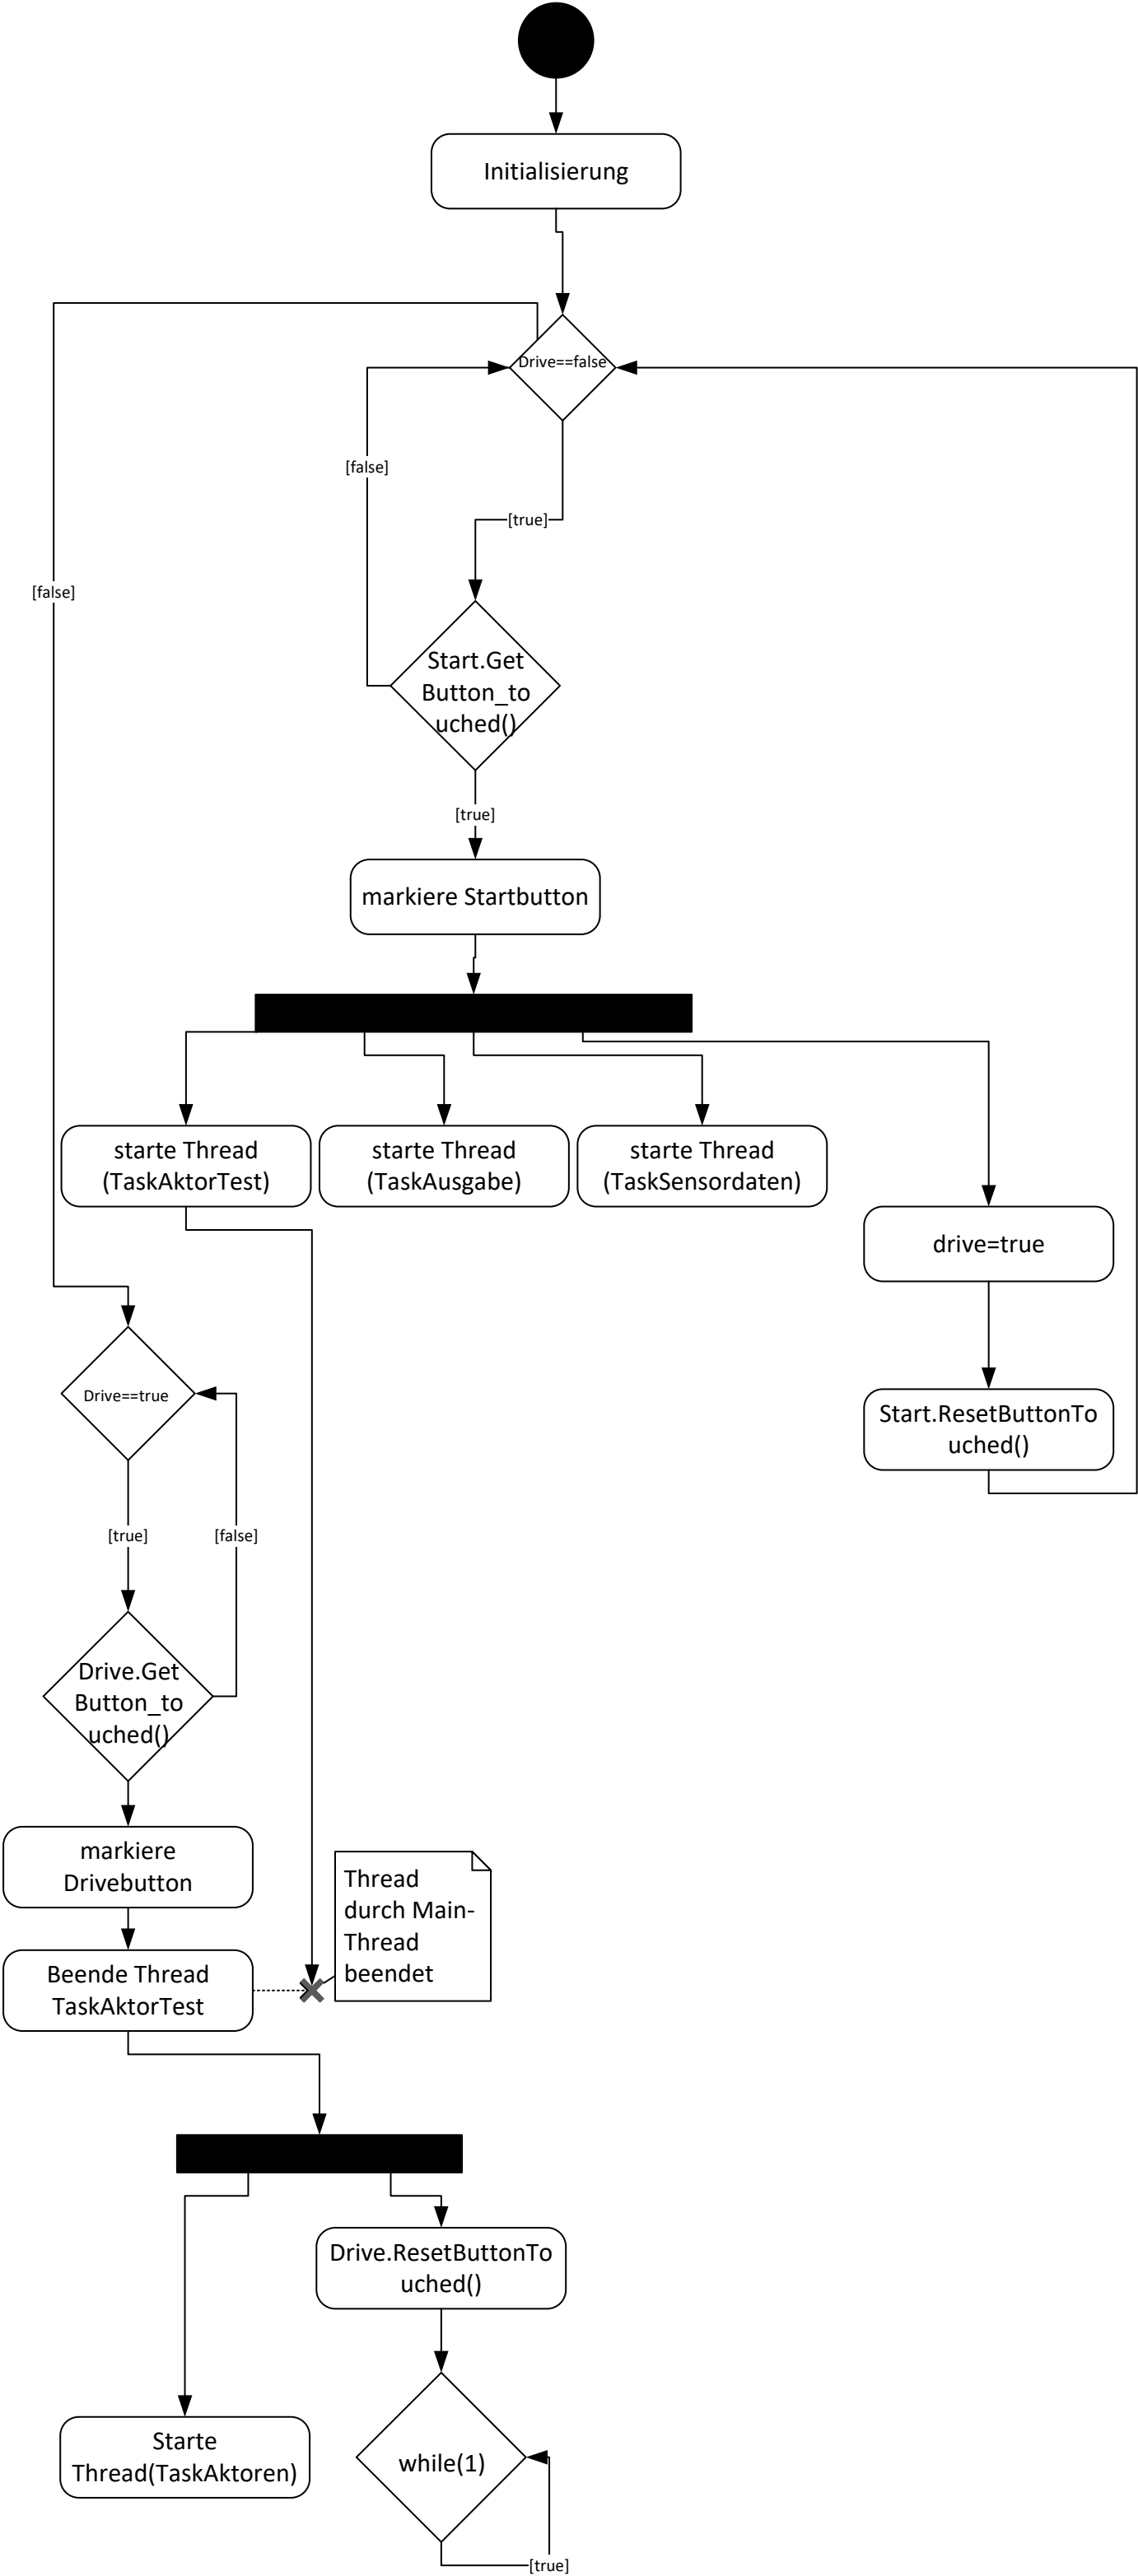 Initialisierung
Drive==false
[false]
[true]
[false]
Start.Get
Button_to
uched()
[true]
markiere Startbutton
starte Thread
(TaskAktorTest)
starte Thread
(TaskAusgabe)
starte Thread
(TaskSensordaten)
drive=true
Drive==true
Start.ResetButtonTo
uched()
[true]
[false]
Drive.Get
Button_to
uched()
markiere
Drivebutton
Thread
durch Main-
Thread
beendet
Beende Thread
TaskAktorTest
Drive.ResetButtonTo
uched()
Starte
Thread(TaskAktoren)
while(1)
[true]